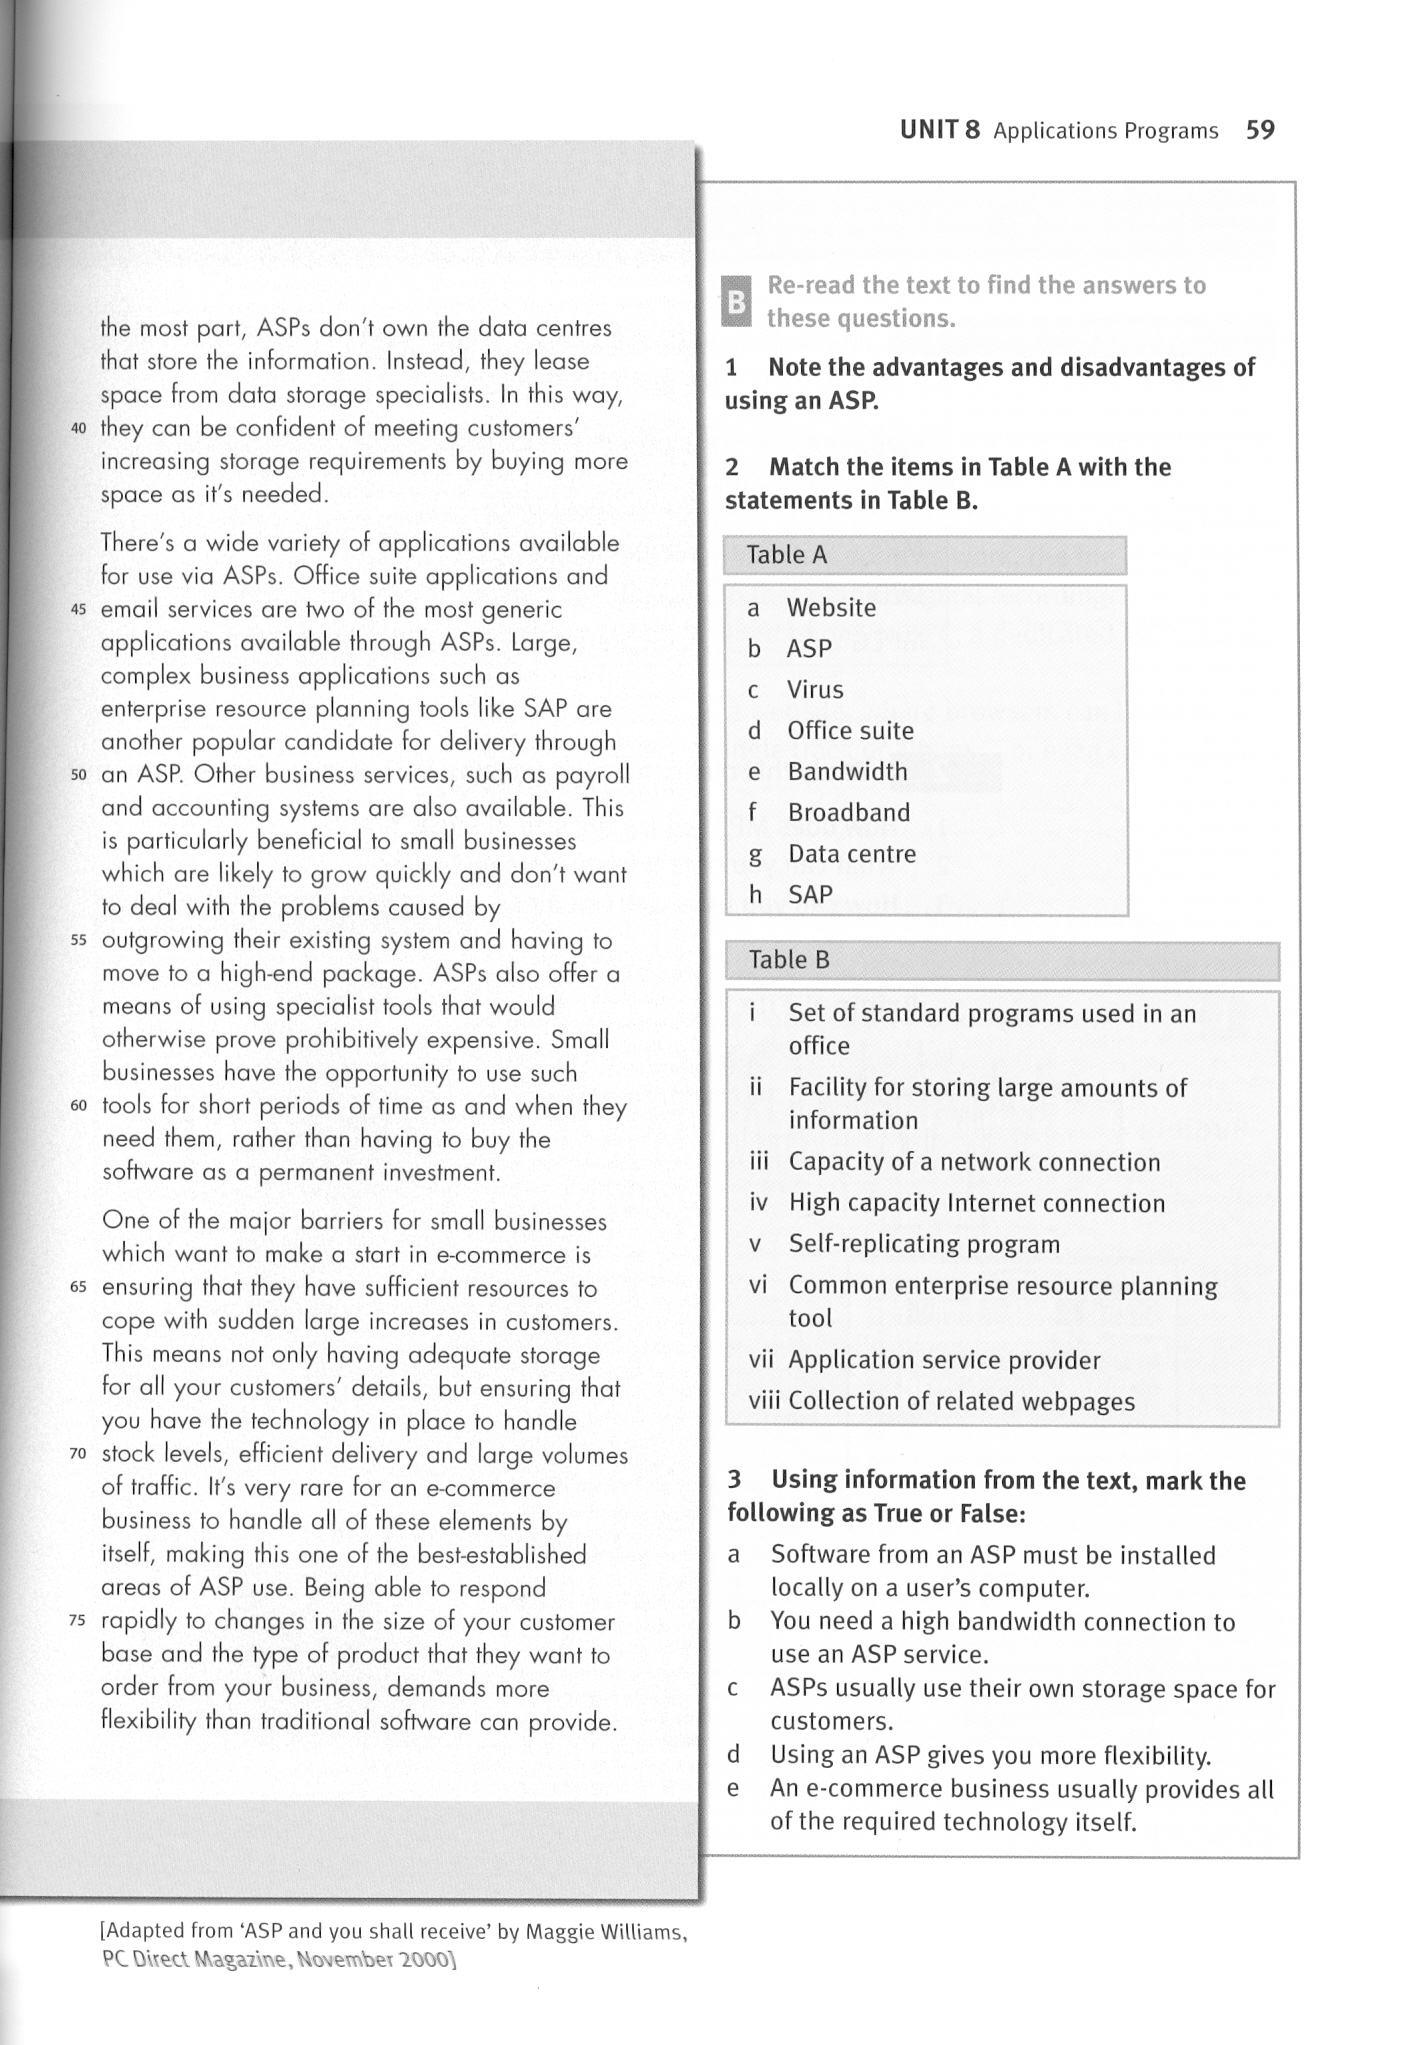 UNIT 8 Applications Programs 59
the most part, ASPs don't own the data centres
that store the information. Instead, they lease
space from data storage specialists. In this way,
40 they can be confident of meeting customers'
increasing storage requirements by buying more
space as it's needed.
There's a wide variety of applications available
for use via ASPs. Office suite applications and
45 email services are two of the most generic
applications available through ASPs. Large,
complex business applications such as
enterprise resource planning tools like SAP are
another popular candidate for delivery through
50 an ASP. Other business services, such as payroll
and accounting systems are also available. This
is particularly beneficial to small businesses
which are likely to grow quickly and don't want
to deal with the problems caused by
55 outgrowing their existing system and having to
move to a high-end package. ASPs also offer a
means of using specialist tools that would
otherwise prove prohibitively expensive. Small
businesses have the opportunity to use such
60 tools for short periods of time as and when they
need them, rather than having to buy the
software as a permanent investment.
One of the major barriers for small businesses
which want to make a start in e-commerce is
65 ensuring that they have sufficient resources to
cope with sudden large increases in customers.
This means not only having adequate storage
for all your customers' details, but ensuring that
you have the technology in place to handle
70 stock levels, efficient delivery and large volumes
of traffic. It's very rare for an e-commerce
business to handle all of these elements by
itself, making this one of the best-established
areas of ASP use. Being able to respond
75 rapidly to changes in the size of your customer
base and the type of product that they want to
order from your business, demands more
flexibility than traditional software can provide.
[Adapted from ‘ASP and you shall receive’ by Maggie Williams,
PC Direct Magazine, November 2000]
B Re-read the text to find the answers to
these questions.
1 Note the advantages and disadvantages of
using an ASP.
2 Match the items in Table A with the
statements in Table B.
Table A
a Website
b ASP
c Virus
d Office suite
e Bandwidth
f Broadband
g Data centre
h SAP
Table B
i Set of standard programs used in an
office
ii Facility for storing large amounts of
information
iii Capacity of a network connection
iv High capacity Internet connection
v Self-replicating program
vi Common enterprise resource planning
tool
vii Application service provider
viii Collection of related webpages
3 Using information from the text, mark the
following as True or False:
a Software from an ASP must be installed
locally on a user's computer.
b You need a high bandwidth connection to
use an ASP service.
c ASPs usually use their own storage space for
customers.
d Using an ASP gives you more flexibility.
e An e-commerce business usually provides all
of the required technology itself.